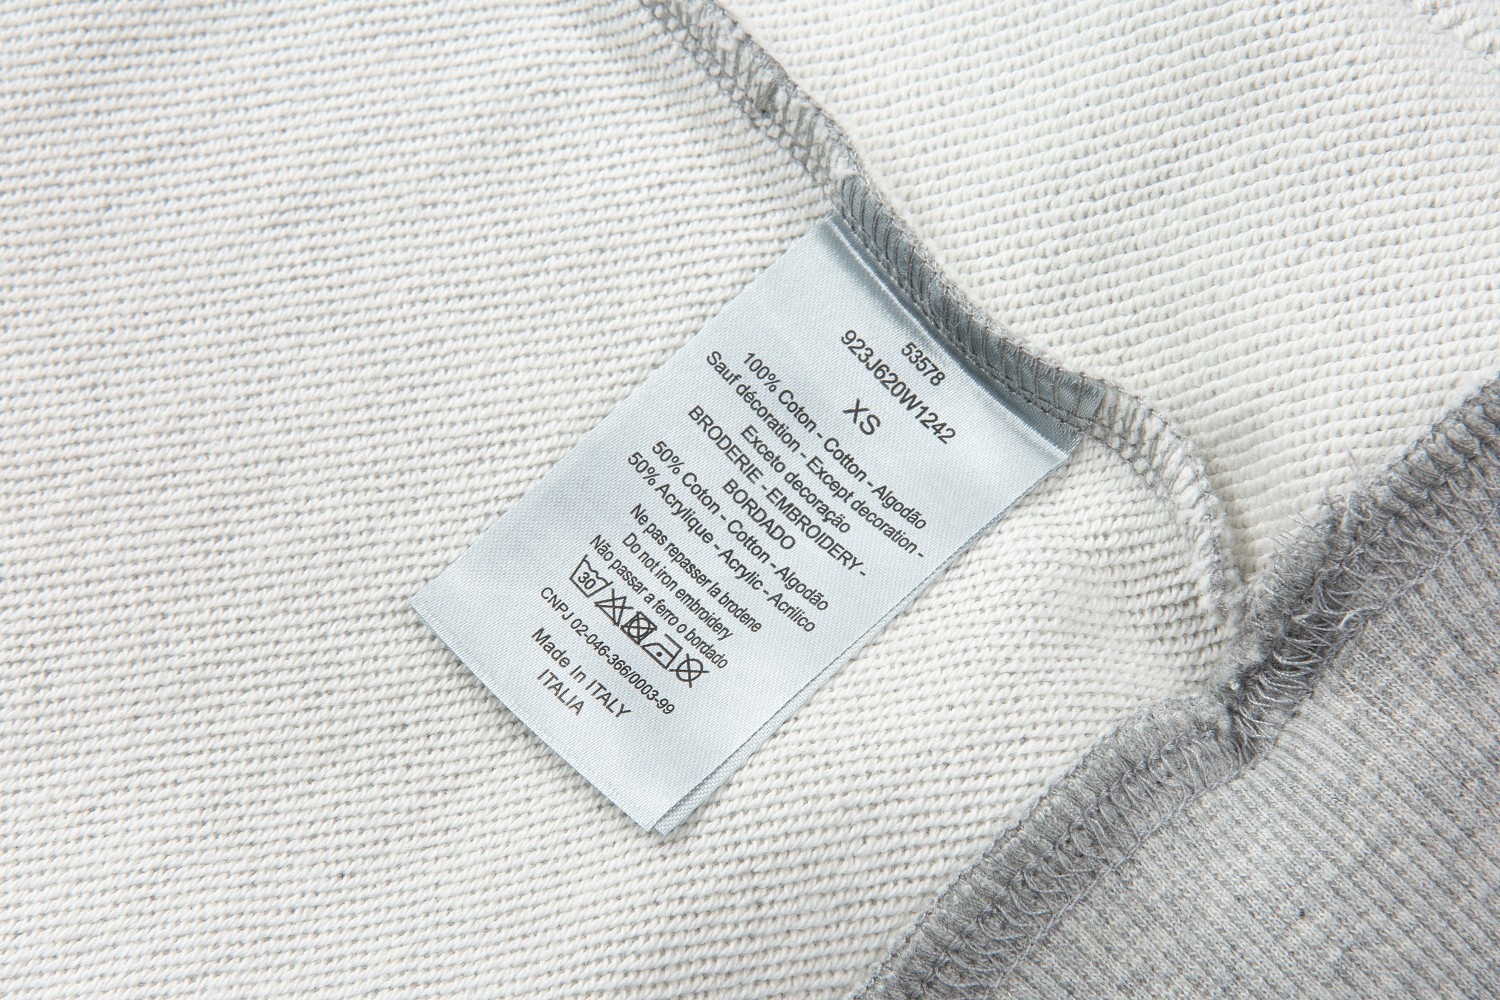 53578
923J620W1242
XS
100% Coton - Cotton - Algodão
Sauf décoration - Except decoration -
Exceto decoração
BRODERIE - EMBROIDERY -
BORDADO
50% Coton - Cotton - Algodão
50% Acrylique - Acrylic - Acrilico
Ne pas repasser la broderie
Do not iron embroidery
Não passar a ferro o bordado
30
CNPJ 02-046-366/0003-99
Made In ITALY
ITALIA